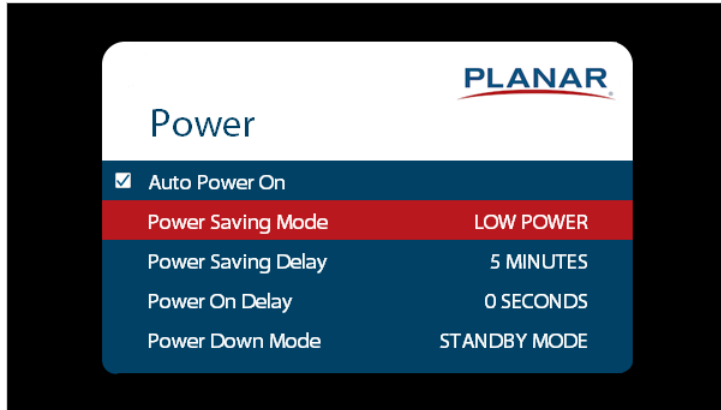 PLANAR
Power
Auto Power On
Power Saving Mode LOW POWER
Power Saving Delay 5 MINUTES
Power On Delay 0 SECONDS
Power Down Mode STANDBY MODE